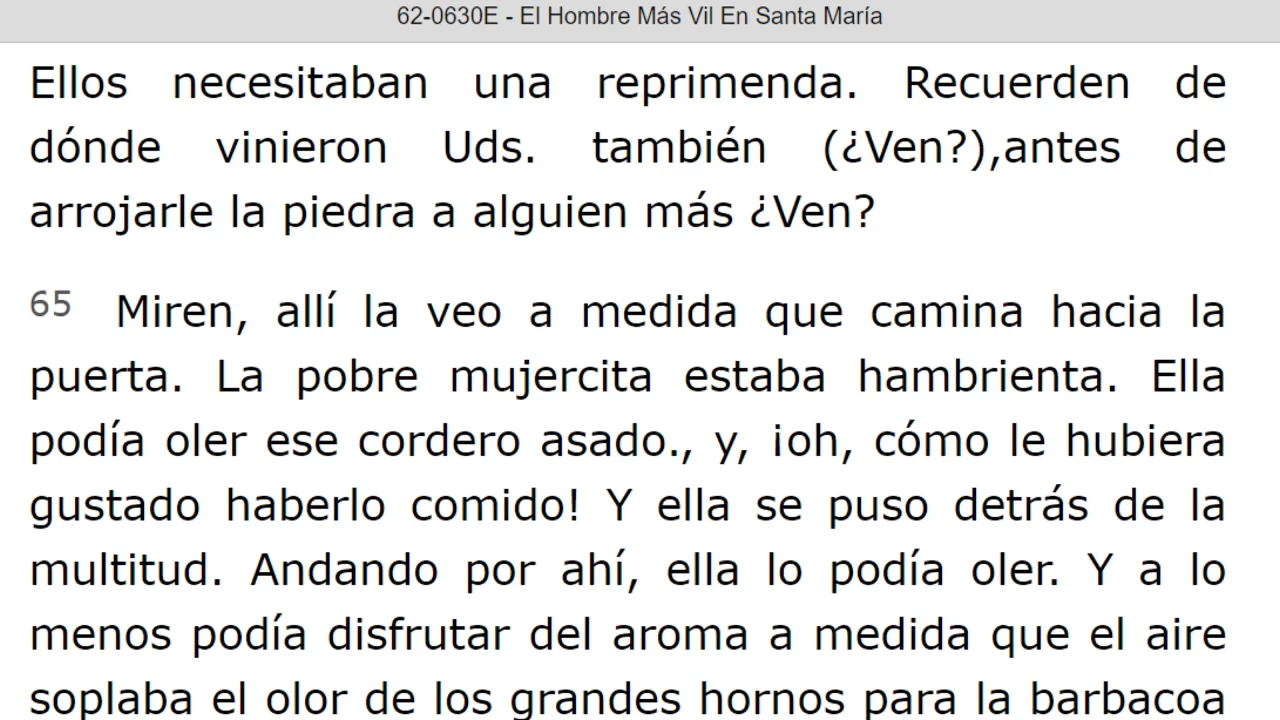 62-0630E - El Hombre Más Vil En Santa María
Ellos necesitaban una reprimenda. Recuerden de
dónde vinieron Uds. también (¿Ven?),antes de
arrojarle la piedra a alguien más ¿Ven?
65 Miren, allí la veo a medida que camina hacia la
puerta. La pobre mujercita estaba hambrienta. Ella
podía oler ese cordero asado., y, ¡oh, cómo le hubiera
gustado haberlo comido! Y ella se puso detrás de la
multitud. Andando por ahí, ella lo podía oler. Y a lo
menos podía disfrutar del aroma a medida que el aire
soplaba el olor de los grandes hornos para la barbacoa